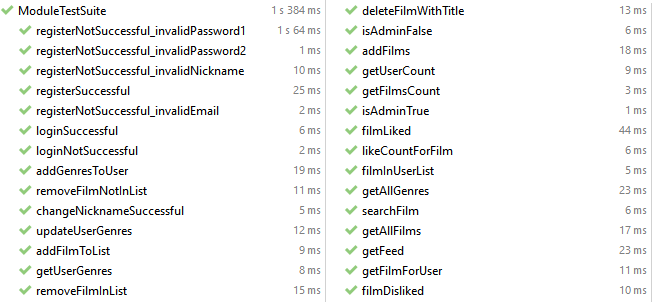 ModuleTestSuite 1 s 384 ms
registerNotSuccessful_invalidPassword1 1 s 64 ms
registerNotSuccessful_invalidPassword2 1 ms
registerNotSuccessful_invalidNickname 10 ms
registerSuccessful 25 ms
registerNotSuccessful_invalidEmail 2 ms
loginSuccessful 6 ms
loginNotSuccessful 2 ms
addGenresToUser 19 ms
removeFilmNotInList 11 ms
changeNicknameSuccessful 5 ms
updateUserGenres 12 ms
addFilmToList 9 ms
getUserGenres 8 ms
removeFilmInList 15 ms
deleteFilmWithTitle 13 ms
isAdminFalse 6 ms
addFilms 18 ms
getUserCount 9 ms
getFilmsCount 3 ms
isAdminTrue 1 ms
filmLiked 44 ms
likeCountForFilm 6 ms
filmInUserList 5 ms
getAllGenres 23 ms
searchFilm 6 ms
getAllFilms 17 ms
getFeed 23 ms
getFilmForUser 11 ms
filmDisliked 10 ms